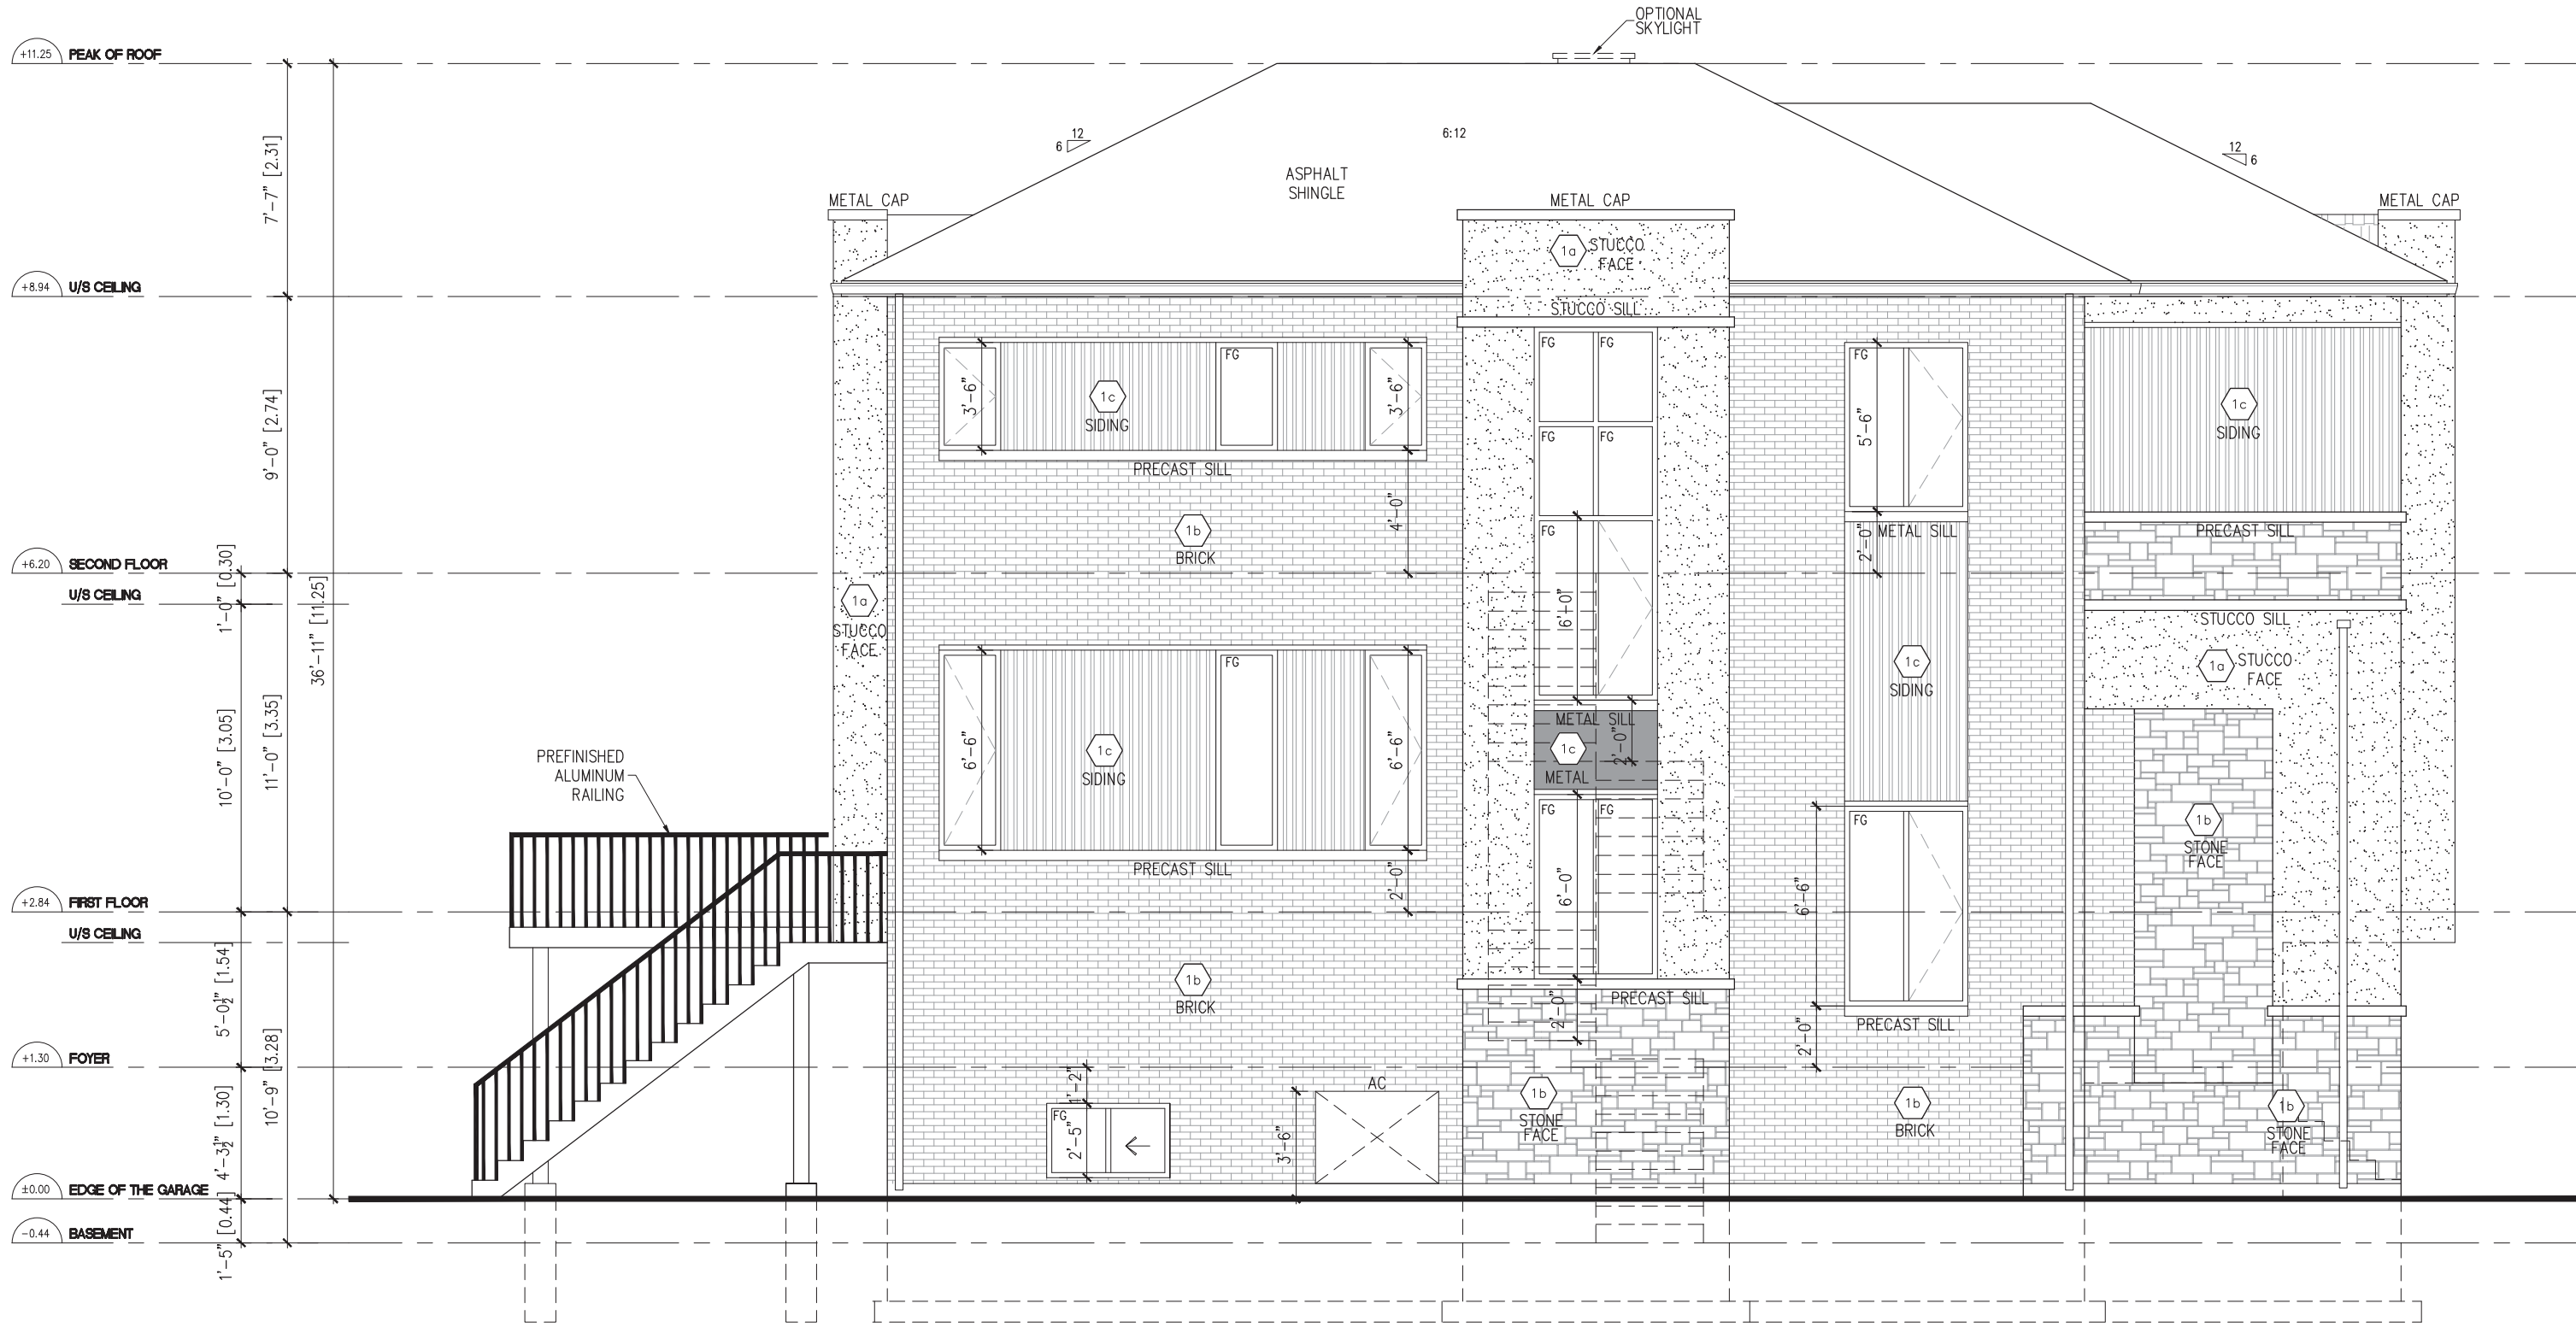 OPTIONAL
SKYLIGHT
+11.25 PEAK OF ROOF
12
6
6:12
12
6
ASPHALT
SHINGLE
METAL CAP
METAL CAP
METAL CAP
7'-7" [2.31]
1a STUCCO
FACE
+8.94 U/S CEILING
STUCCO SILL
FG
FG
FG
FG
FG
3'-6"
1c
SIDING
3'-6"
5'-6"
1c
SIDING
9'-0" [2.74]
FG
FG
PRECAST SILL
4'-0"
1b
BRICK
FG
METAL SILL
2'-0"
PRECAST SILL
+6.20 SECOND FLOOR
U/S CEILING
1'-0" [0.30]
36'-11" [11.25]
1a
STUCCO
FACE
6'-0"
STUCCO SILL
1a STUCCO
FACE
FG
1c
SIDING
10'-0" [3.05]
11'-0" [3.35]
PREFINISHED
ALUMINUM
RAILING
6'-6"
1c
SIDING
6'-6"
METAL SILL
2'-0"
1c
METAL
FG
FG
FG
1b
STONE
FACE
PRECAST SILL
2'-0"
6'-0"
6'-6"
+2.84 FIRST FLOOR
U/S CEILING
5'-0½" [1.54]
1b
BRICK
PRECAST SILL
2'-0"
PRECAST SILL
2'-0"
+1.30 FOYER
10'-9" [3.28]
1'-2"
AC
FG
2'-5"
3'-6"
1b
STONE
FACE
1b
BRICK
1b
STONE
FACE
4'-3½" [1.30]
±0.00 EDGE OF THE GARAGE
-0.44 BASEMENT
1'-5" [0.44]